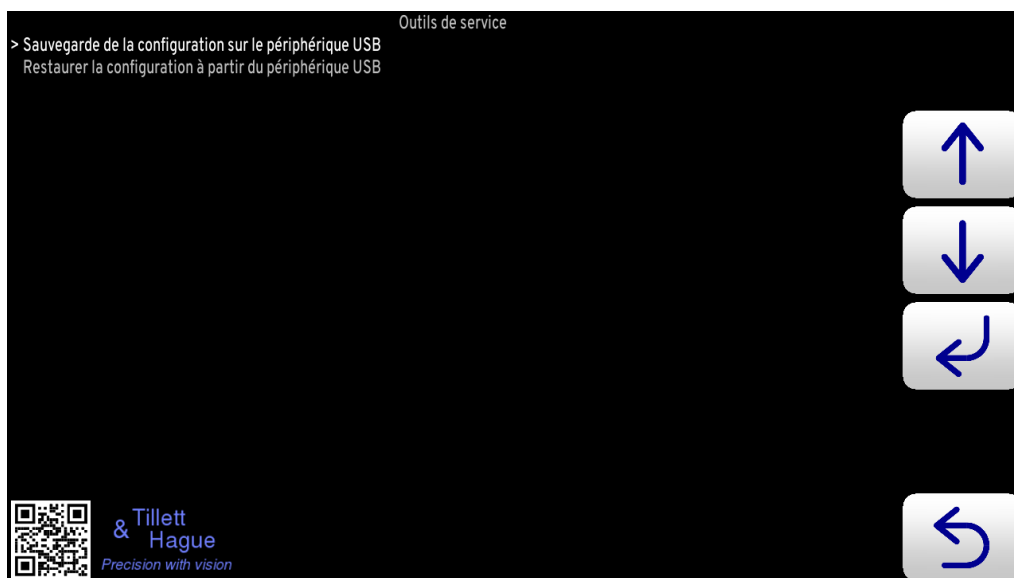 Outils de service
> Sauvegarde de la configuration sur le périphérique USB
Restaurer la configuration à partir du périphérique USB
& Tillett
Hague
Precision with vision